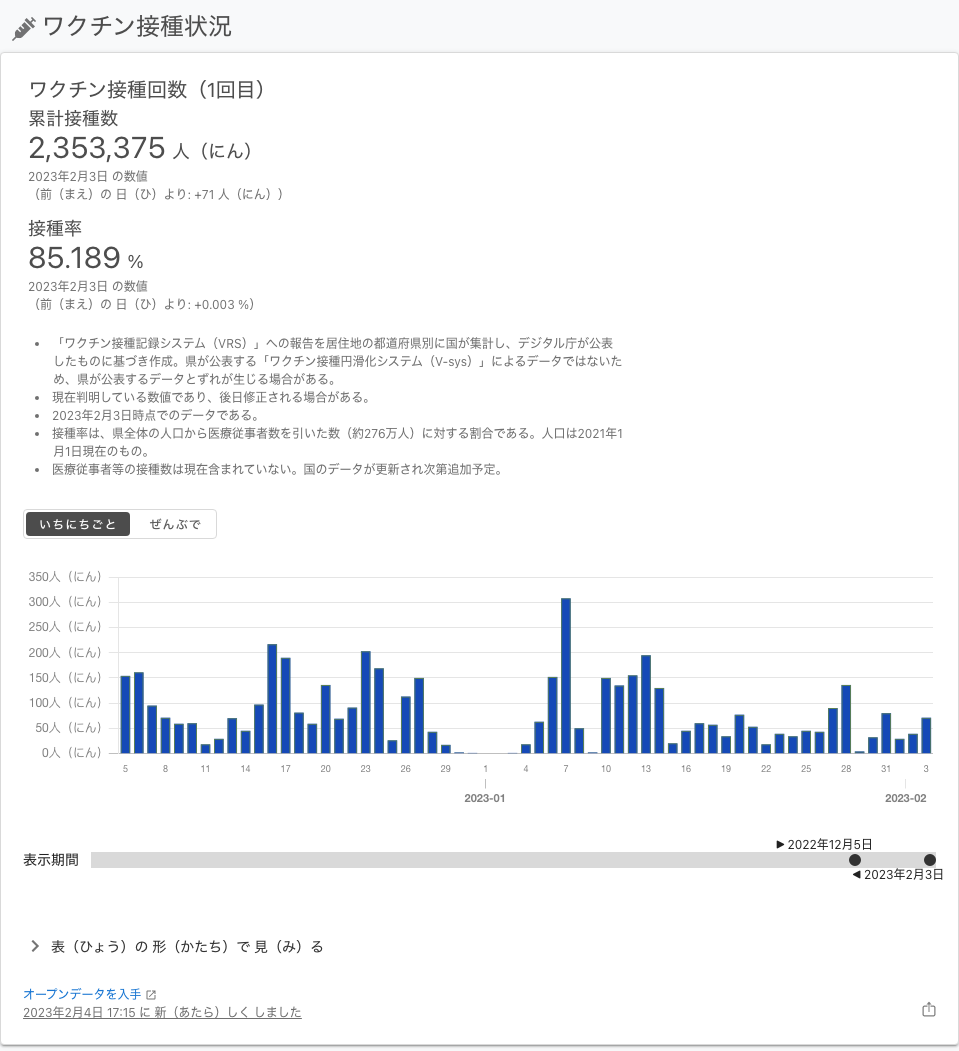 ワクチン接種状況
ワクチン接種回数（1回目）
累計接種数
2,353,375 人（にん）
2023年2月3日 の数値
（前（まえ）の 日（ひ）より: +71 人（にん））
接種率
85.189 %
2023年2月3日 の数値
（前（まえ）の 日（ひ）より: +0.003 %）
• 「ワクチン接種記録システム（VRS）」への報告を居住地の都道府県別に国が集計し、デジタル庁が公表
したものに基づき作成。県が公表する「ワクチン接種円滑化システム（V-sys）」によるデータではないた
め、県が公表するデータとずれが生じる場合がある。
• 現在判明している数値であり、後日修正される場合がある。
• 2023年2月3日時点でのデータである。
• 接種率は、県全体の人口から医療従事者数を引いた数（約276万人）に対する割合である。人口は2021年1
月1日現在のもの。
• 医療従事者等の接種数は現在含まれていない。国のデータが更新され次第追加予定。
いちにちごと ぜんぶで
350人（にん）
300人（にん）
250人（にん）
200人（にん）
150人（にん）
100人（にん）
50人（にん）
0人（にん）
5 8 11 14 17 20 23 26 29 1 4 7 10 13 16 19 22 25 28 31 3
2023-01 2023-02
2022年12月5日
表示期間
2023年2月3日
表（ひょう）の 形（かたち）で 見（み）る
オープンデータを入手
2023年2月4日 17:15 に 新（あたら）しく しました